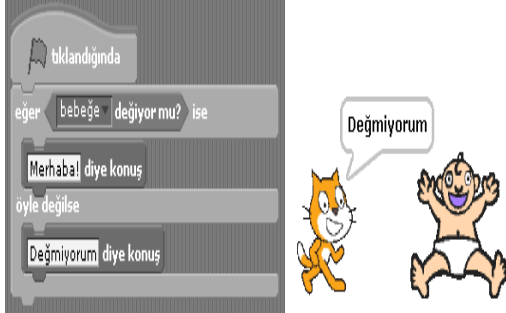 tıklandığında
eğer bebeğe değiyor mu? ise
Merhaba! diye konuş
öyle değilse
Değmiyorum diye konuş
Değmiyorum